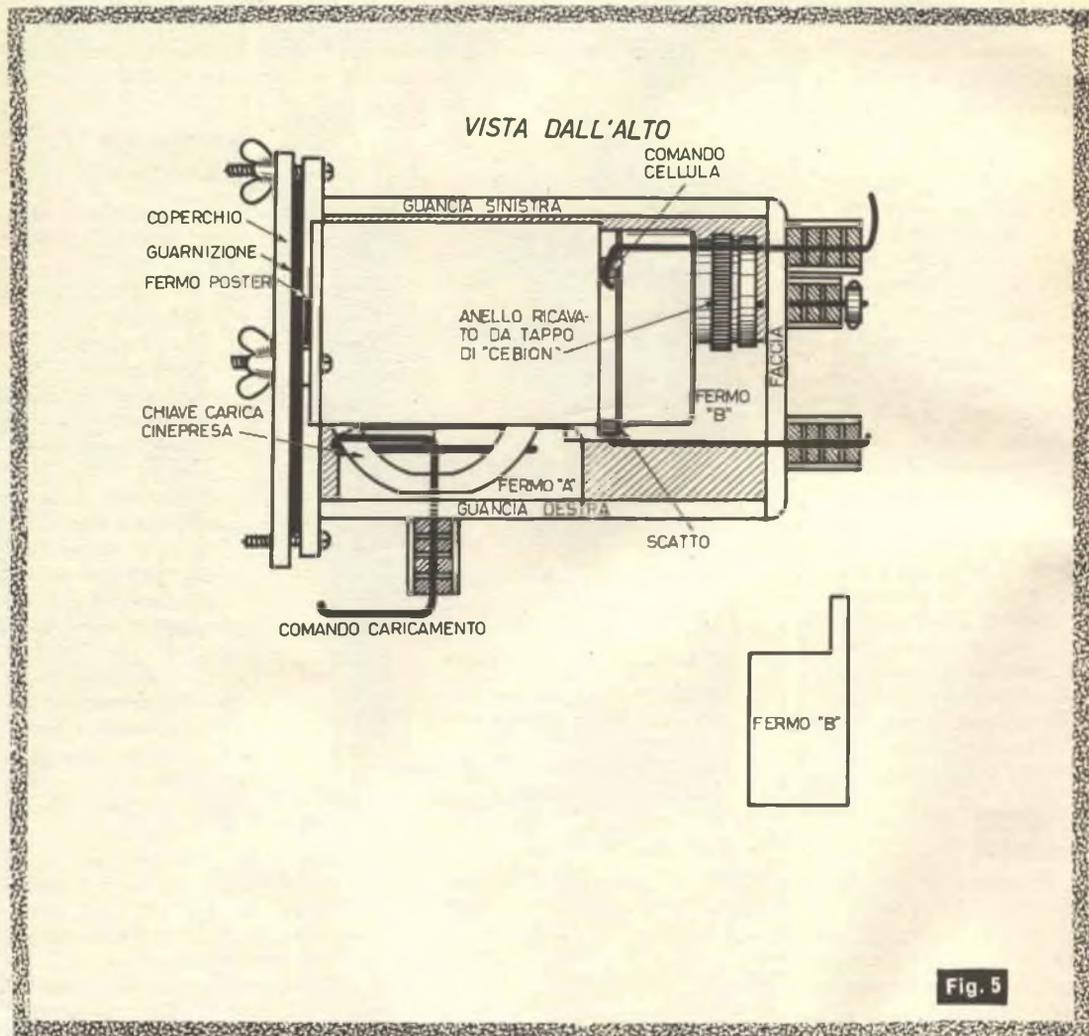 VISTA DALL'ALTO
COMANDO
CELLULA
GUANCIA SINISTRA
COPERCHIO
GUARNIZIONE
FERMO POSTER
ANELLO RICAVA-
TO DA TAPPO
DI "CEBION"
FACCIA
FERMO
"B"
CHIAVE CARICA
CINEPRESA
FERMO "A"
GUANCIA DESTRA
SCATTO
COMANDO CARICAMENTO
FERMO "B"
Fig. 5